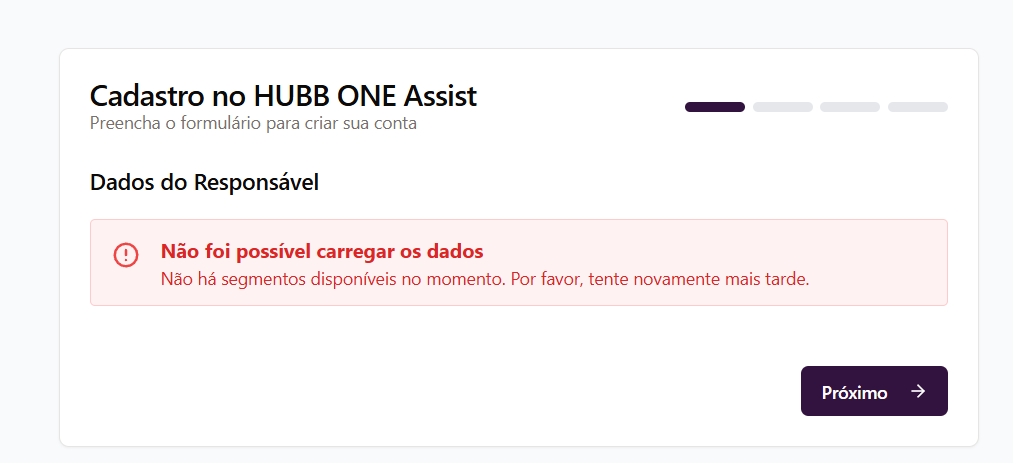 Cadastro no HUBB ONE Assist
Preencha o formulário para criar sua conta
Dados do Responsável
Não foi possível carregar os dados
Não há segmentos disponíveis no momento. Por favor, tente novamente mais tarde.
Próximo